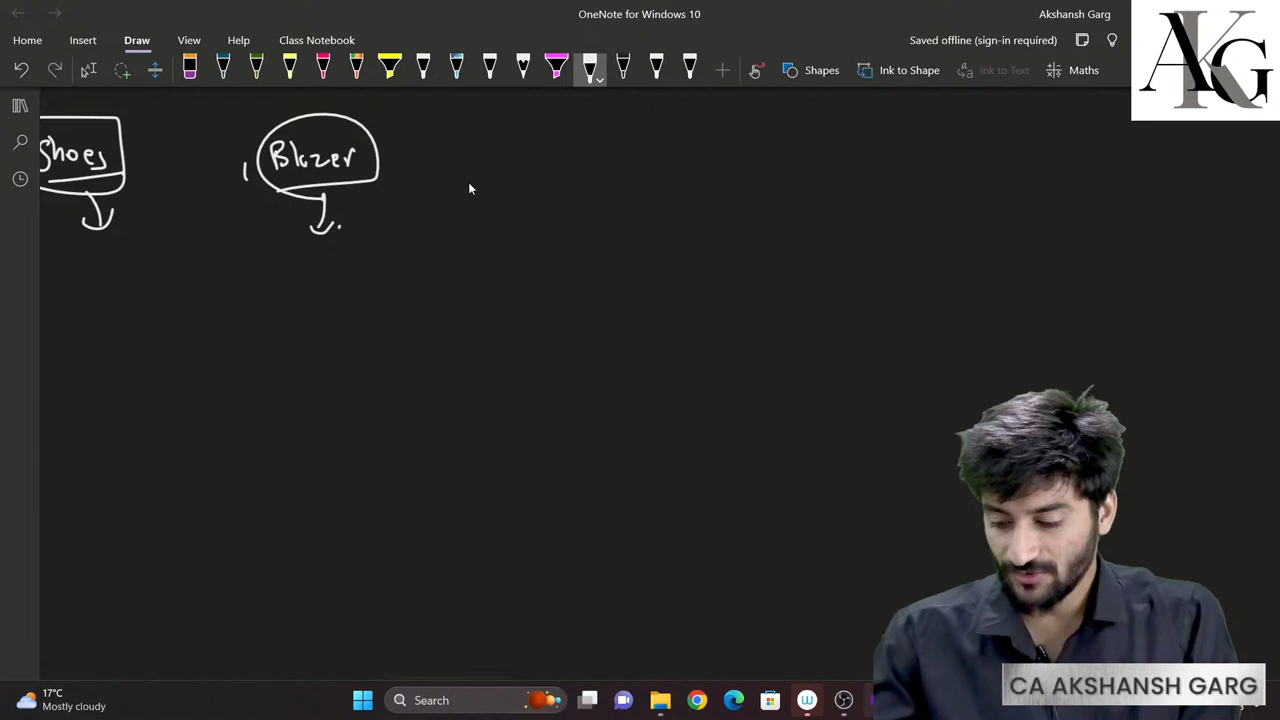 OneNote for Windows 10
Akshansh Garg
Home Insert Draw View Help Class Notebook
Saved offline (sign-in required)
Shapes Ink to Shape Ink to Text Maths
AKG
Shoes
Blazer
CA AKSHANSH GARG
17°C
Mostly cloudy
Search